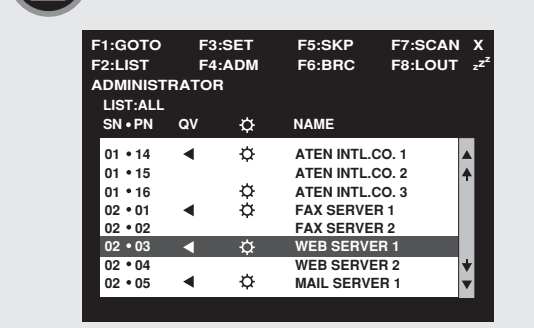 F1:GOTO F3:SET F5:SKP F7:SCAN X
F2:LIST F4:ADM F6:BRC F8:LOUT zZZ
ADMINISTRATOR
LIST:ALL
SN • PN QV NAME
01 • 14 ATEN INTL.CO. 1
01 • 15 ATEN INTL.CO. 2
01 • 16 ATEN INTL.CO. 3
02 • 01 FAX SERVER 1
02 • 02 FAX SERVER 2
02 • 03 WEB SERVER 1
02 • 04 WEB SERVER 2
02 • 05 MAIL SERVER 1